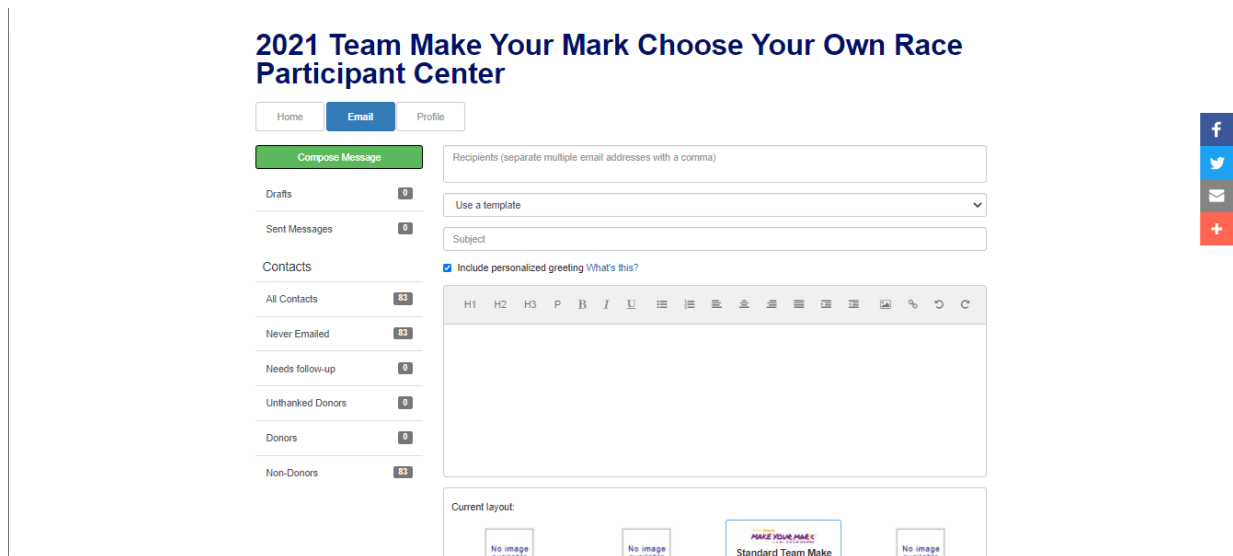 2021 Team Make Your Mark Choose Your Own Race
Participant Center
Home Email Profile
Compose Message
Drafts 0
Sent Messages 0
Contacts
All Contacts 83
Never Emailed 83
Needs follow-up 0
Unthanked Donors 0
Donors 0
Non-Donors 83
Recipients (separate multiple email addresses with a comma)
Use a template
Subject
Include personalized greeting What's this?
H1 H2 H3 P B I U
Current layout:
No image
No image
MAKE YOUR MARK
Standard Team Make
No image